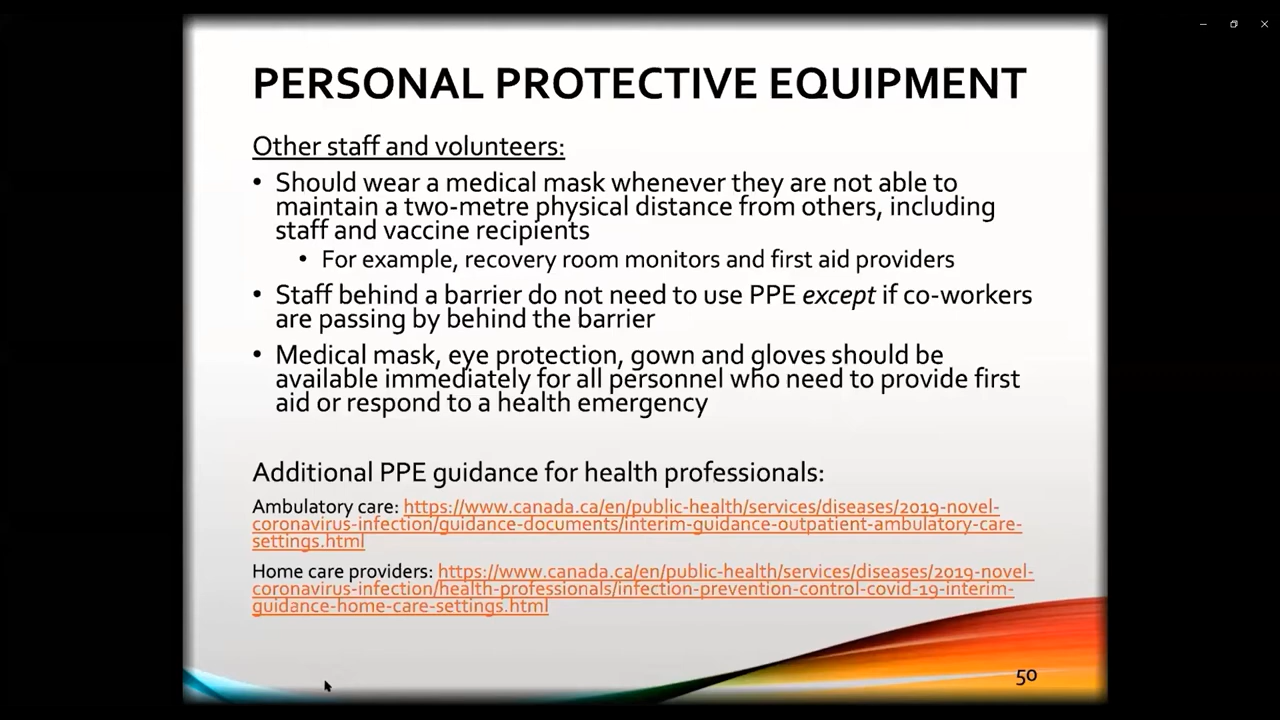 PERSONAL PROTECTIVE EQUIPMENT
Other staff and volunteers:
• Should wear a medical mask whenever they are not able to
maintain a two-metre physical distance from others, including
staff and vaccine recipients
• For example, recovery room monitors and first aid providers
• Staff behind a barrier do not need to use PPE except if co-workers
are passing by behind the barrier
• Medical mask, eye protection, gown and gloves should be
available immediately for all personnel who need to provide first
aid or respond to a health emergency
Additional PPE guidance for health professionals:
Ambulatory care: https://www.canada.ca/en/public-health/services/diseases/2019-novel-
coronavirus-infection/guidance-documents/interim-guidance-outpatient-ambulatory-care-
settings.html
Home care providers: https://www.canada.ca/en/public-health/services/diseases/2019-novel-
coronavirus-infection/health-professionals/infection-prevention-control-covid-19-interim-
guidance-home-care-settings.html
50